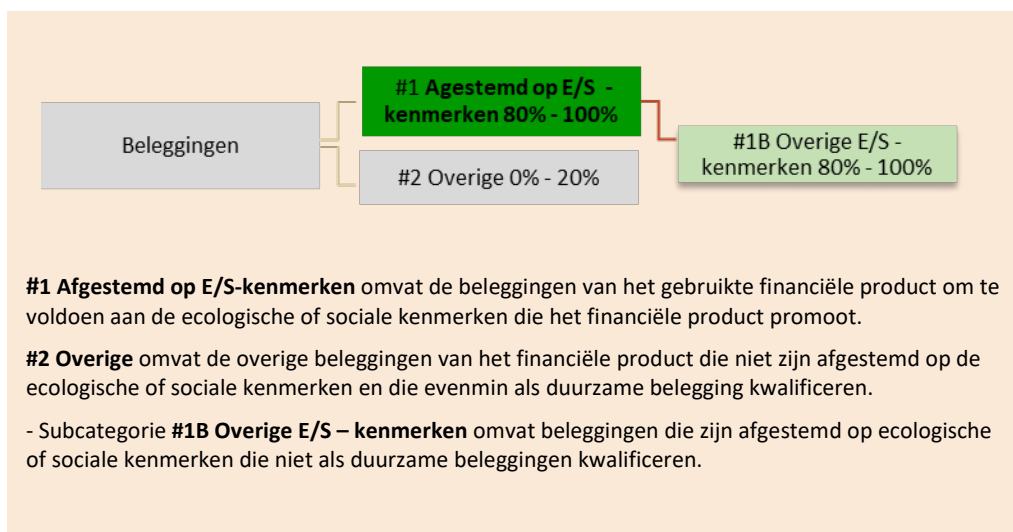 #1 Agestemd op E/S -
kenmerken 80% - 100%
Beleggingen
#1B Overige E/S -
kenmerken 80% - 100%
#2 Overige 0% - 20%
#1 Afgestemd op E/S-kenmerken omvat de beleggingen van het gebruikte financiële product om te
voldoen aan de ecologische of sociale kenmerken die het financiële product promoot.
#2 Overige omvat de overige beleggingen van het financiële product die niet zijn afgestemd op de
ecologische of sociale kenmerken en die evenmin als duurzame belegging kwalificeren.
- Subcategorie #1B Overige E/S – kenmerken omvat beleggingen die zijn afgestemd op ecologische
of sociale kenmerken die niet als duurzame beleggingen kwalificeren.